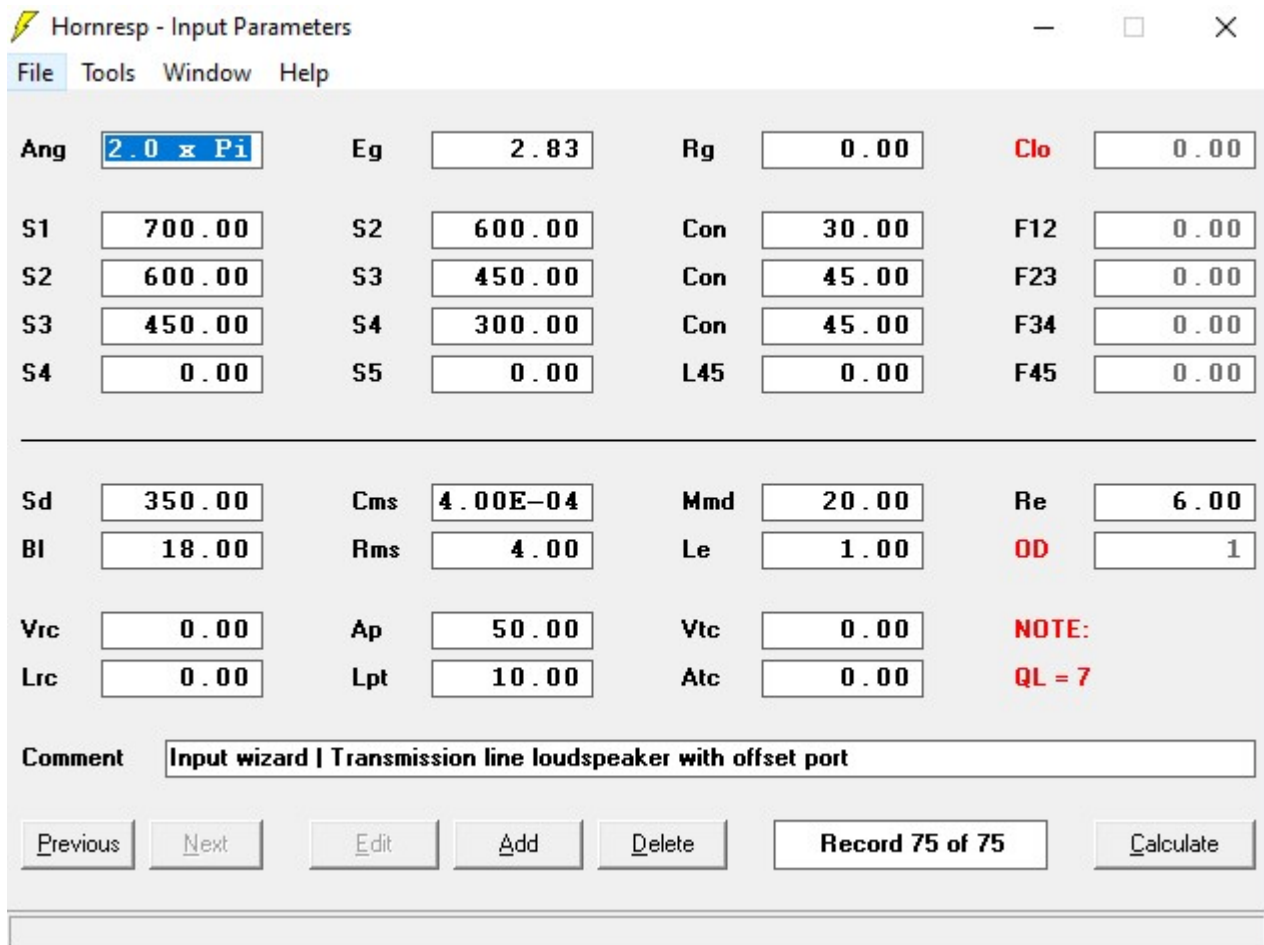 Hornresp - Input Parameters
File Tools Window Help
Ang 2.0 x Pi Eg 2.83 Rg 0.00 Clo 0.00
S1 700.00 S2 600.00 Con 30.00 F12 0.00
S2 600.00 S3 450.00 Con 45.00 F23 0.00
S3 450.00 S4 300.00 Con 45.00 F34 0.00
S4 0.00 S5 0.00 L45 0.00 F45 0.00
Sd 350.00 Cms 4.00E-04 Mmd 20.00 Re 6.00
Bl 18.00 Rms 4.00 Le 1.00 OD 1
Vrc 0.00 Ap 50.00 Vtc 0.00 NOTE:
Lrc 0.00 Lpt 10.00 Atc 0.00 QL = 7
Comment Input wizard | Transmission line loudspeaker with offset port
Previous Next Edit Add Delete Record 75 of 75 Calculate